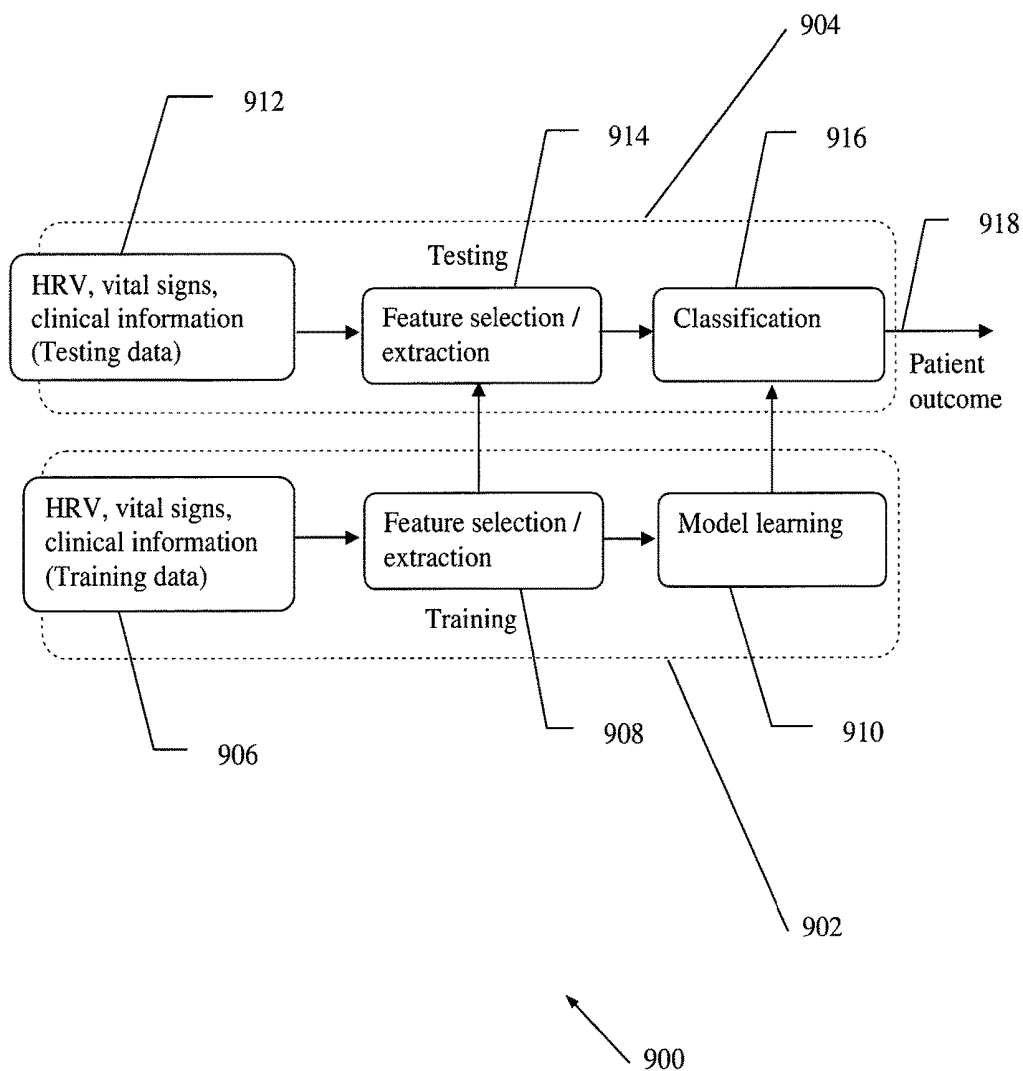 904
912
914
916
918
Testing
HRV, vital signs,
clinical information
(Testing data)
Feature selection /
extraction
Classification
Patient
outcome
HRV, vital signs,
clinical information
(Training data)
Feature selection /
extraction
Model learning
Training
906
908
910
902
900